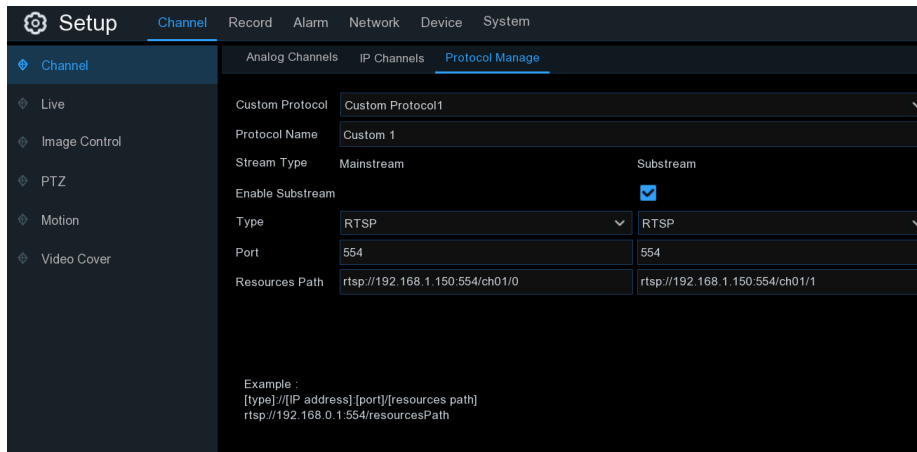 Setup Channel Record Alarm Network Device System
Analog Channels IP Channels Protocol Manage
Channel
Live
Image Control
PTZ
Motion
Video Cover
Custom Protocol Custom Protocol1
Protocol Name Custom 1
Stream Type Mainstream Substream
Enable Substream
Type RTSP RTSP
Port 554 554
Resources Path rtsp://192.168.1.150:554/ch01/0 rtsp://192.168.1.150:554/ch01/1
Example :
[type]://[IP address]:[port]/[resources path]
rtsp://192.168.0.1:554/resourcesPath